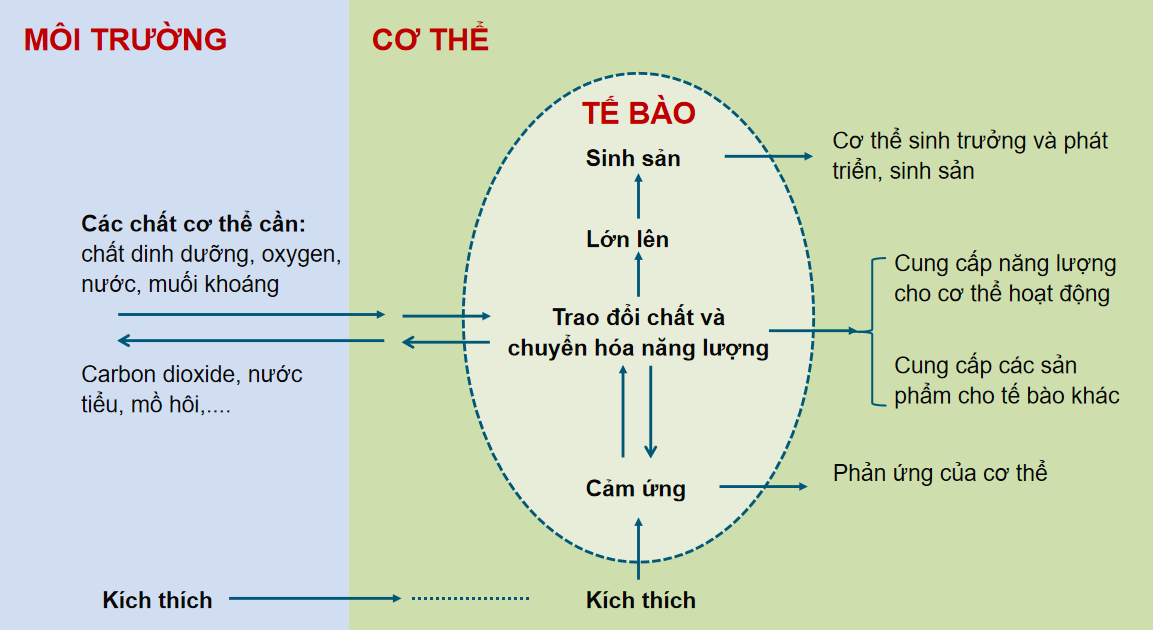 MÔI TRƯỜNG
CƠ THỂ
TẾ BÀO
Sinh sản
Cơ thể sinh trưởng và phát
triển, sinh sản
Các chất cơ thể cần:
chất dinh dưỡng, oxygen,
nước, muối khoáng
Lớn lên
Cung cấp năng lượng
cho cơ thể hoạt động
Trao đổi chất và
chuyển hóa năng lượng
Carbon dioxide, nước
tiểu, mồ hôi,....
Cung cấp các sản
phẩm cho tế bào khác
Cảm ứng
Phản ứng của cơ thể
Kích thích
Kích thích